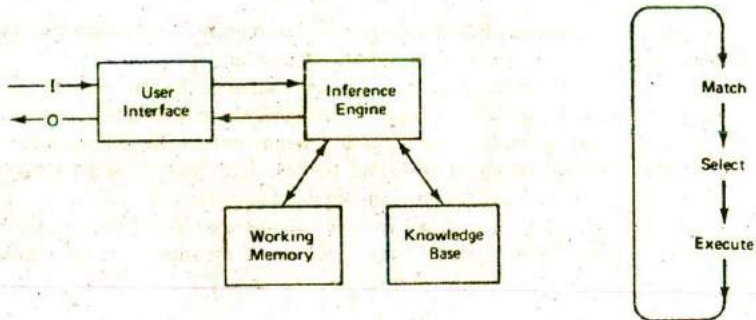 I
O
User
Interface
Inference
Engine
Working
Memory
Knowledge
Base
Match
Select
Execute